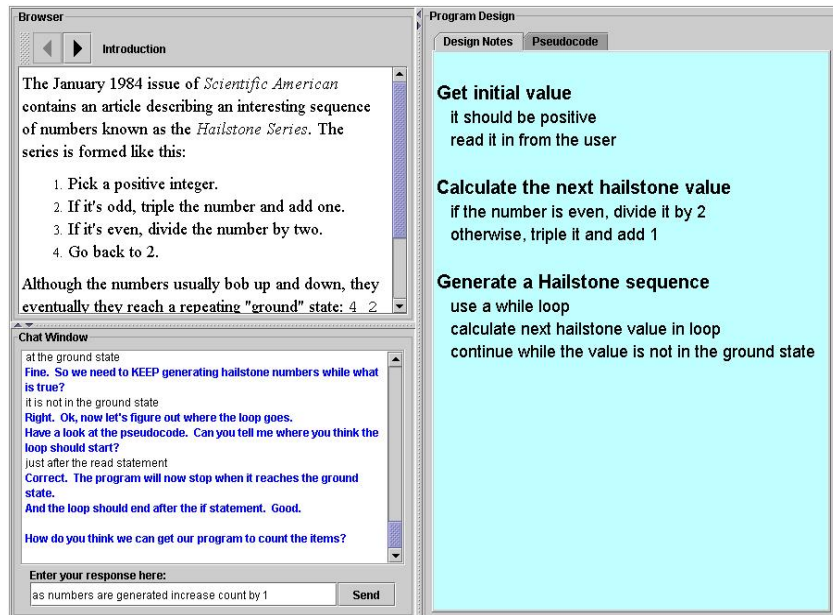 Browser
Introduction
The January 1984 issue of Scientific American
contains an article describing an interesting sequence
of numbers known as the Hailstone Series. The
series is formed like this:
1. Pick a positive integer.
2. If it's odd, triple the number and add one.
3. If it's even, divide the number by two.
4. Go back to 2.
Although the numbers usually bob up and down, they
eventually they reach a repeating "ground" state: 4 2
Chat Window
at the ground state
Fine. So we need to KEEP generating hailstone numbers while what
is true?
it is not in the ground state
Right. Ok, now let's figure out where the loop goes.
Have a look at the pseudocode. Can you tell me where you think the
loop should start?
just after the read statement
Correct. The program will now stop when it reaches the ground
state.
And the loop should end after the if statement. Good.
How do you think we can get our program to count the items?
Enter your response here:
as numbers are generated increase count by 1
Send
Program Design
Design Notes
Pseudocode
Get initial value
it should be positive
read it in from the user
Calculate the next hailstone value
if the number is even, divide it by 2
otherwise, triple it and add 1
Generate a Hailstone sequence
use a while loop
calculate next hailstone value in loop
continue while the value is not in the ground state